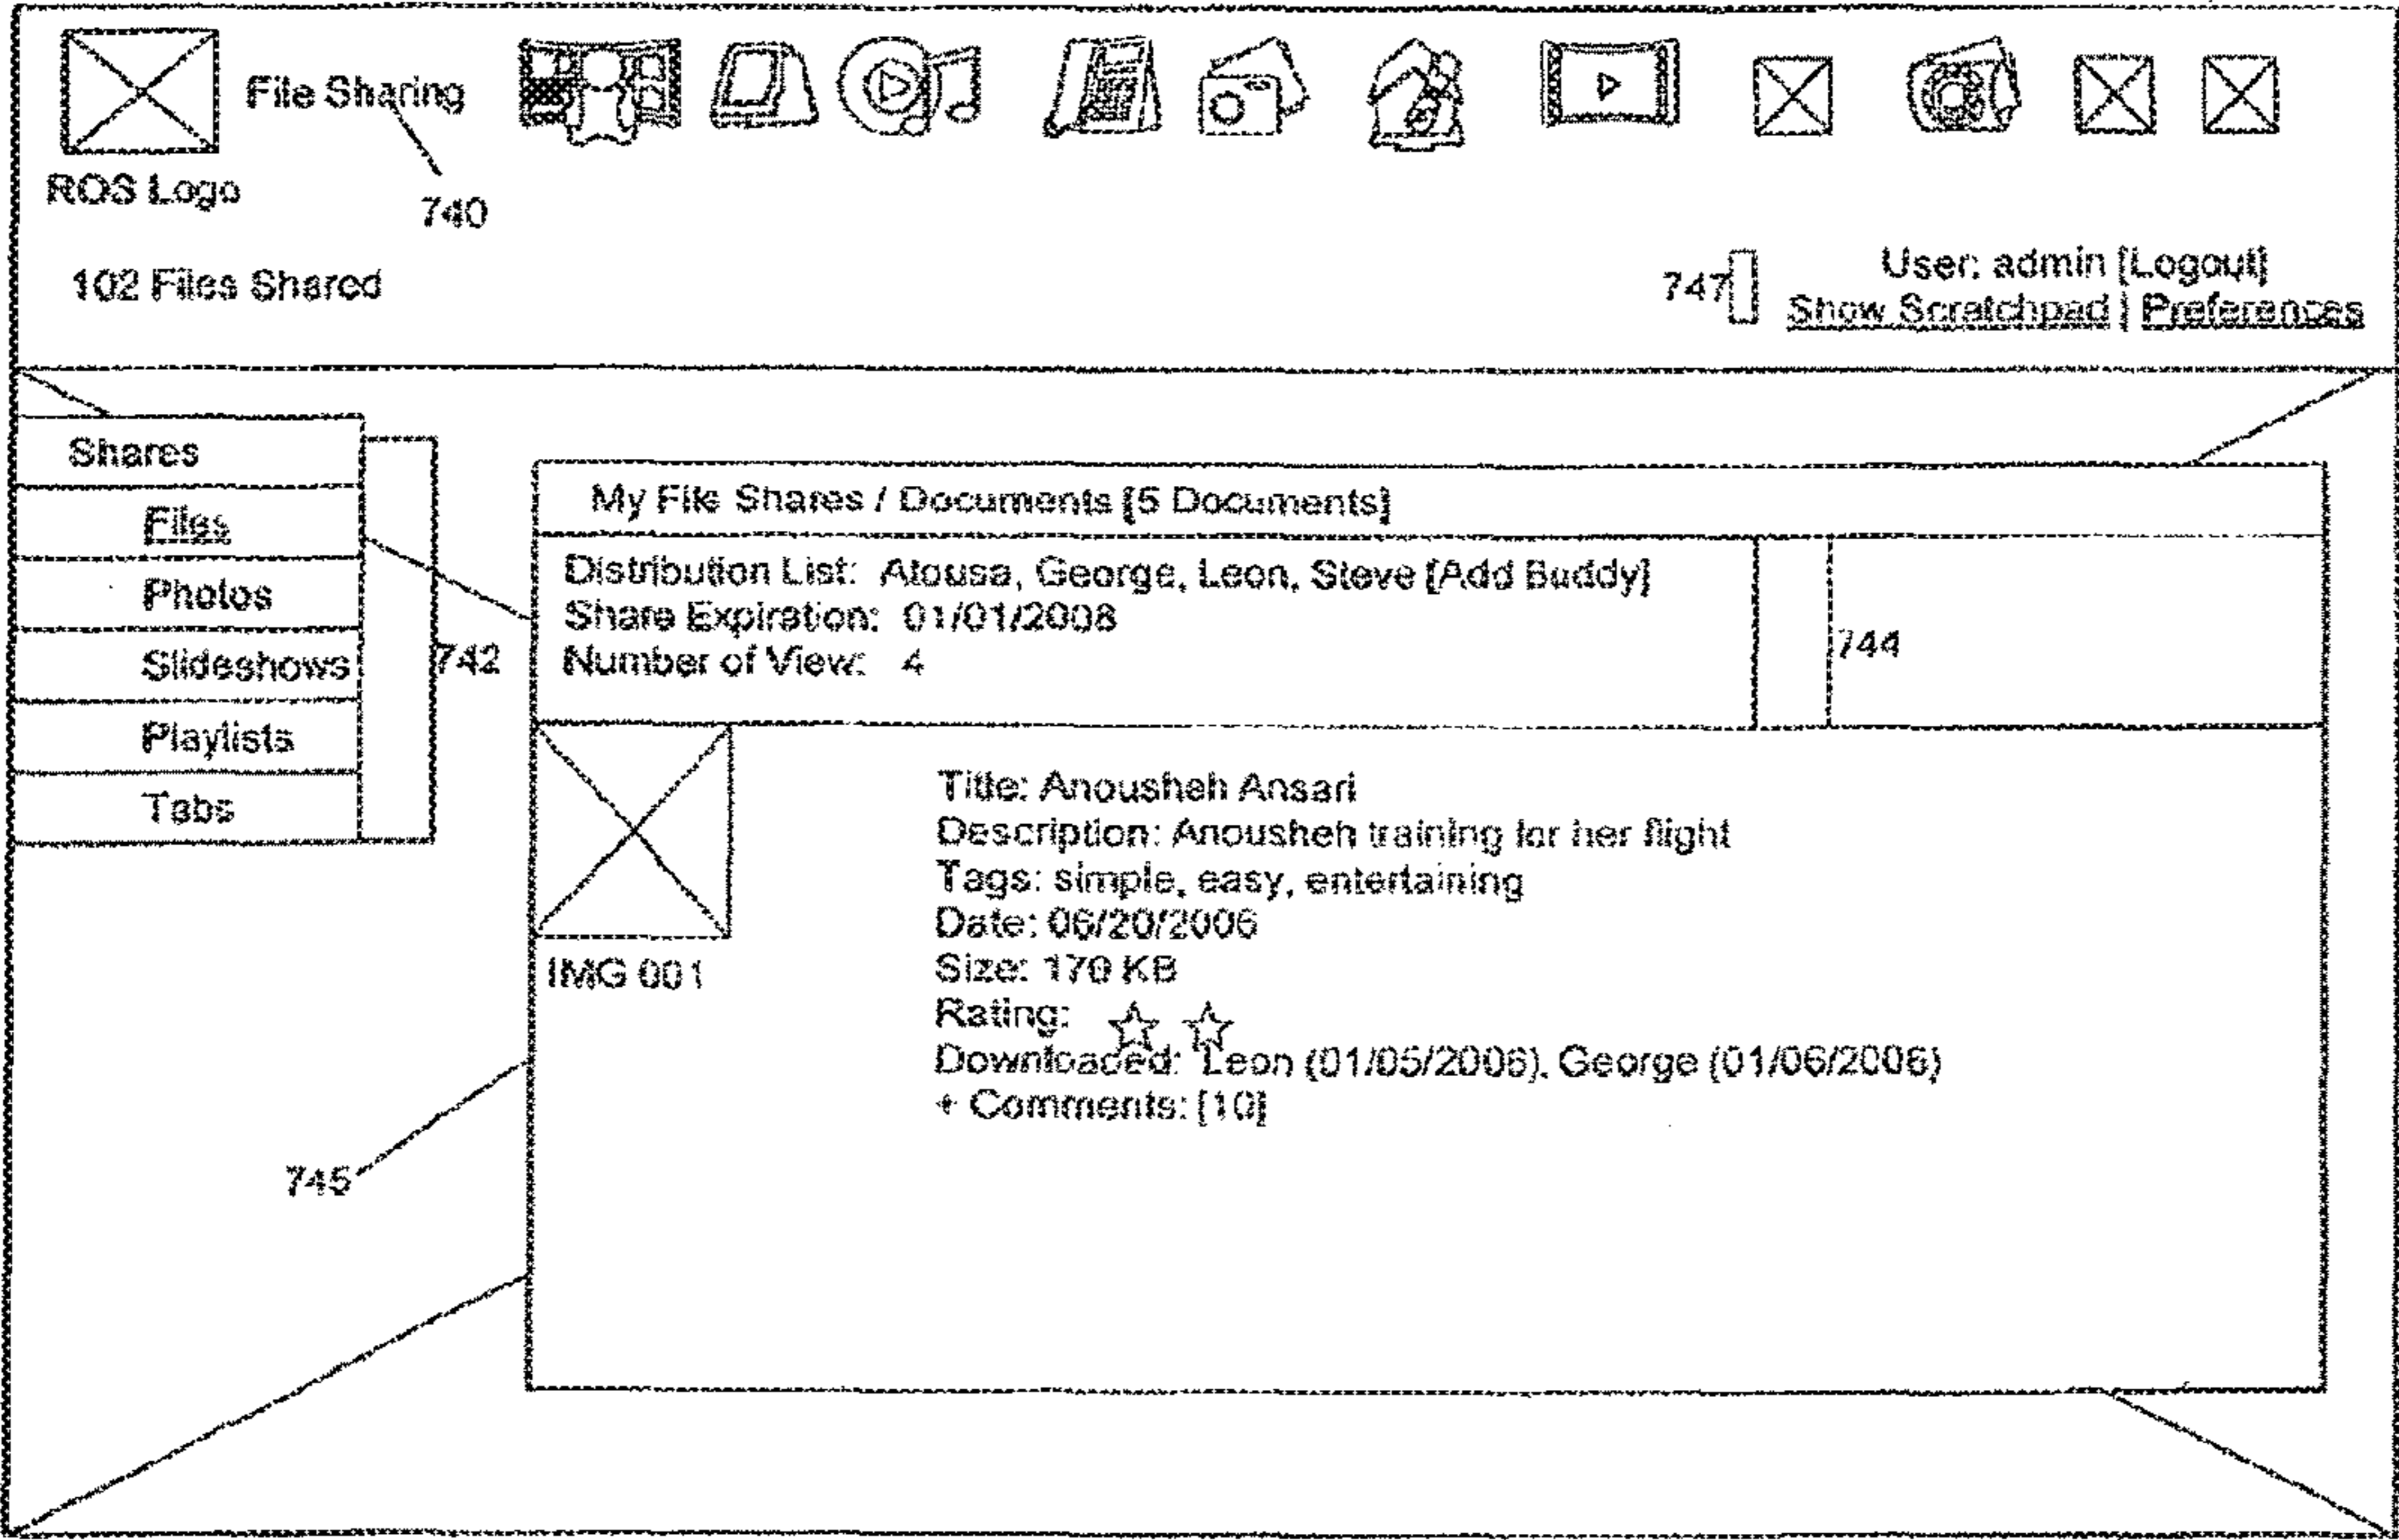 File Sharing
ROS Logo
740
102 Files Shared
747
User: admin [Logout]
Show Scratchpad | Preferences
Shares
Files
Photos
Slideshows
Playlists
Tabs
742
My File Shares / Documents [5 Documents]
Distribution List: Atousa, George, Leon, Steve [Add Buddy]
Share Expiration: 01/01/2008
Number of View: 4
744
IMG 001
Title: Anousheh Ansari
Description: Anousheh training for her flight
Tags: simple, easy, entertaining
Date: 06/20/2006
Size: 170 KB
Rating:
Downloaded: Leon (01/05/2006), George (01/06/2006)
+ Comments: [10]
745